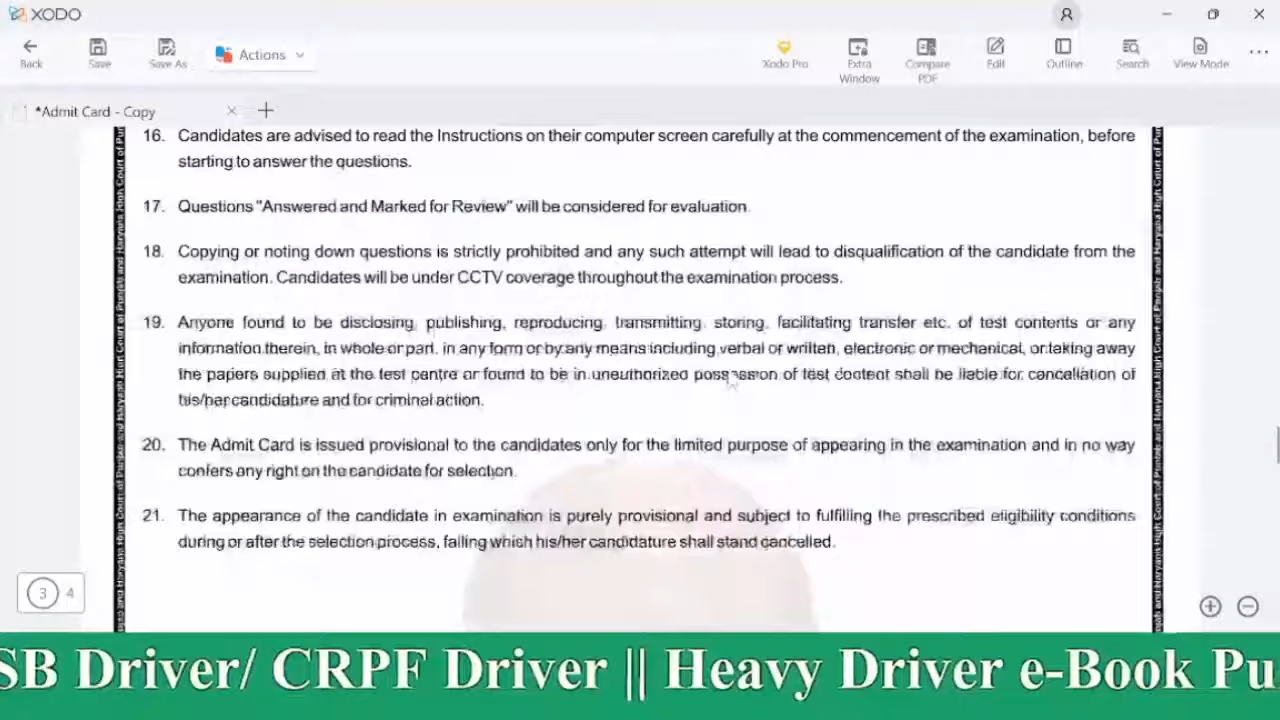 XODO
Back
Save
Save As
Actions
Xodo Pro
Extra Window
Compare PDF
Edit
Outline
Search
View Mode
*Admit Card - Copy
16. Candidates are advised to read the Instructions on their computer screen carefully at the commencement of the examination, before
starting to answer the questions.
17. Questions "Answered and Marked for Review" will be considered for evaluation.
18. Copying or noting down questions is strictly prohibited and any such attempt will lead to disqualification of the candidate from the
examination. Candidates will be under CCTV coverage throughout the examination process.
19. Anyone found to be disclosing, publishing, reproducing, transmitting, storing, facilitating transfer etc. of test contents or any
information therein, in whole or part, in any form or by any means including verbal or written, electronic or mechanical, or taking away
the papers supplied at the test centre or found to be in unauthorized possession of test content shall be liable for cancellation of
his/her candidature and for criminal action.
20. The Admit Card is issued provisional to the candidates only for the limited purpose of appearing in the examination and in no way
confers any right on the candidate for selection.
21. The appearance of the candidate in examination is purely provisional and subject to fulfilling the prescribed eligibility conditions
during or after the selection process, failing which his/her candidature shall stand cancelled.
3 4
SB Driver/ CRPF Driver || Heavy Driver e-Book Pu